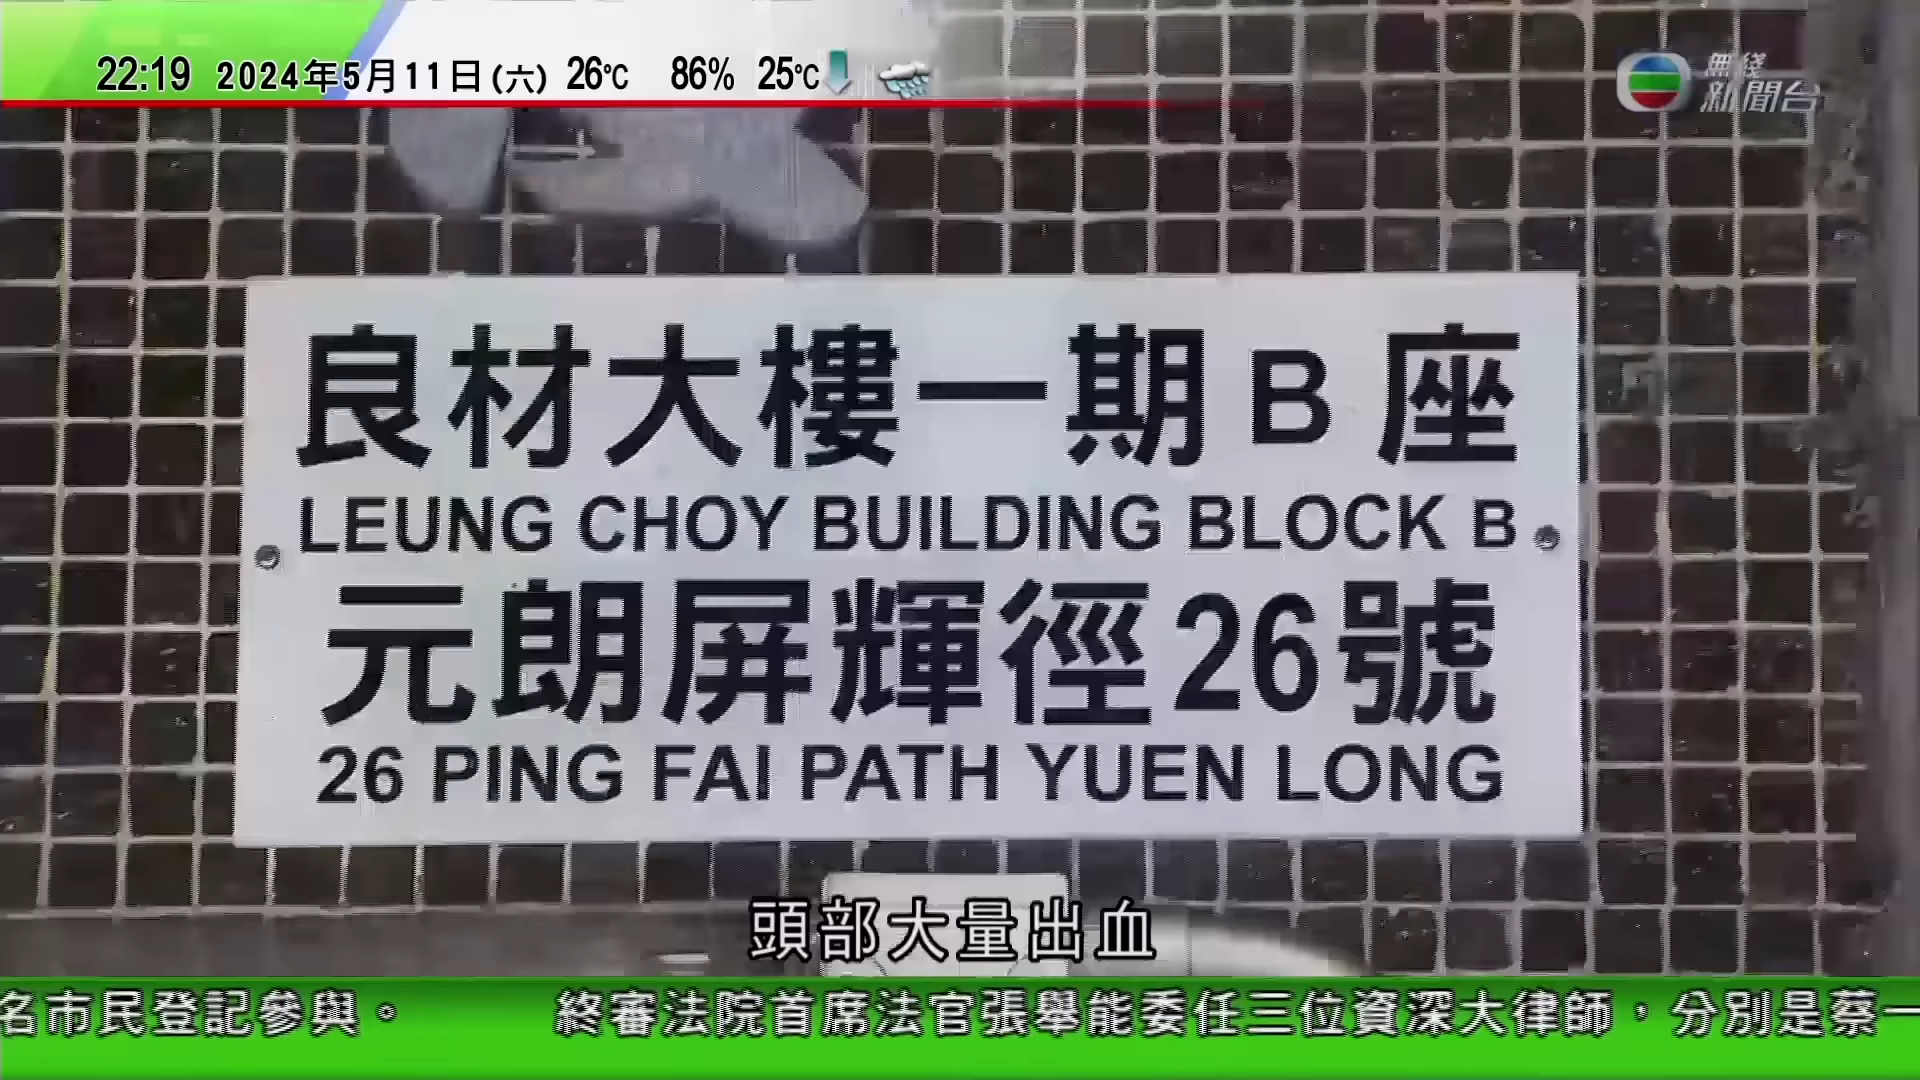 22:19 2024年5月11日(六) 26℃ 86% 25℃
無綫
新聞台
良材大樓一期B座
LEUNG CHOY BUILDING BLOCK B
元朗屏輝徑26號
26 PING FAI PATH YUEN LONG
頭部大量出血
名市民登記參與。 終審法院首席法官張舉能委任三位資深大律師，分別是蔡一